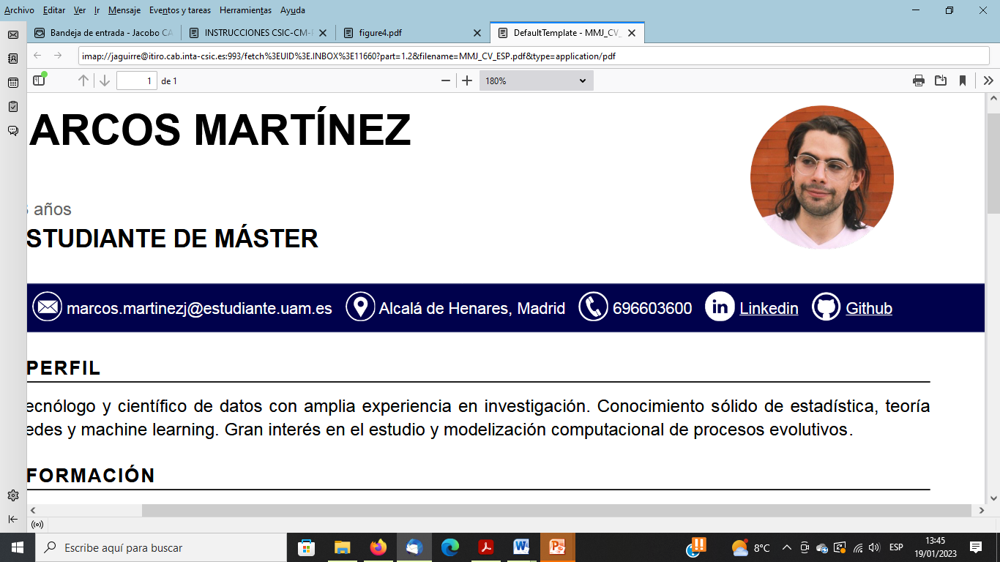 Archivo Editar Ver Ir Mensaje Eventos y tareas Herramientas Ayuda
Bandeja de entrada - Jacobo CA INSTRUCCIONES CSIC-CM- figure4.pdf DefaultTemplate - MMJ_CV_
imap://jaguirre@itiro.cab.inta-csic.es:993/fetch%3EUID%3E.INBOX%3E11660?part=1.2&filename=MMJ_CV_ESP.pdf&type=application/pdf
1 de 1 180%
ARCOS MARTÍNEZ
años
STUDIANTE DE MÁSTER
marcos.martinezj@estudiante.uam.es Alcalá de Henares, Madrid 696603600 in Linkedin Github
PERFIL
ecnólogo y científico de datos con amplia experiencia en investigación. Conocimiento sólido de estadística, teoría
edes y machine learning. Gran interés en el estudio y modelización computacional de procesos evolutivos.
FORMACIÓN
Escribe aquí para buscar 8°C ESP 13:45
19/01/2023